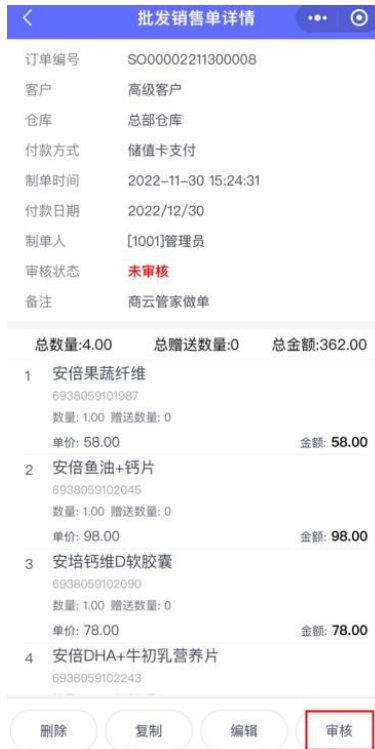 批发销售单详情
订单编号 SO00002211300008
客户 高级客户
仓库 总部仓库
付款方式 储值卡支付
制单时间 2022-11-30 15:24:31
付款日期 2022/12/30
制单人 [1001]管理员
审核状态 未审核
备注 商云管家做单
总数量:4.00 总赠送数量:0 总金额:362.00
1 安倍果蔬纤维
6938059101987
数量: 1.00 赠送数量: 0
单价: 58.00 金额: 58.00
2 安倍鱼油+钙片
6938059102045
数量: 1.00 赠送数量: 0
单价: 98.00 金额: 98.00
3 安培钙维D软胶囊
6938059102090
数量: 1.00 赠送数量: 0
单价: 78.00 金额: 78.00
4 安倍DHA+牛初乳营养片
6938059102243
删除 复制 编辑 审核